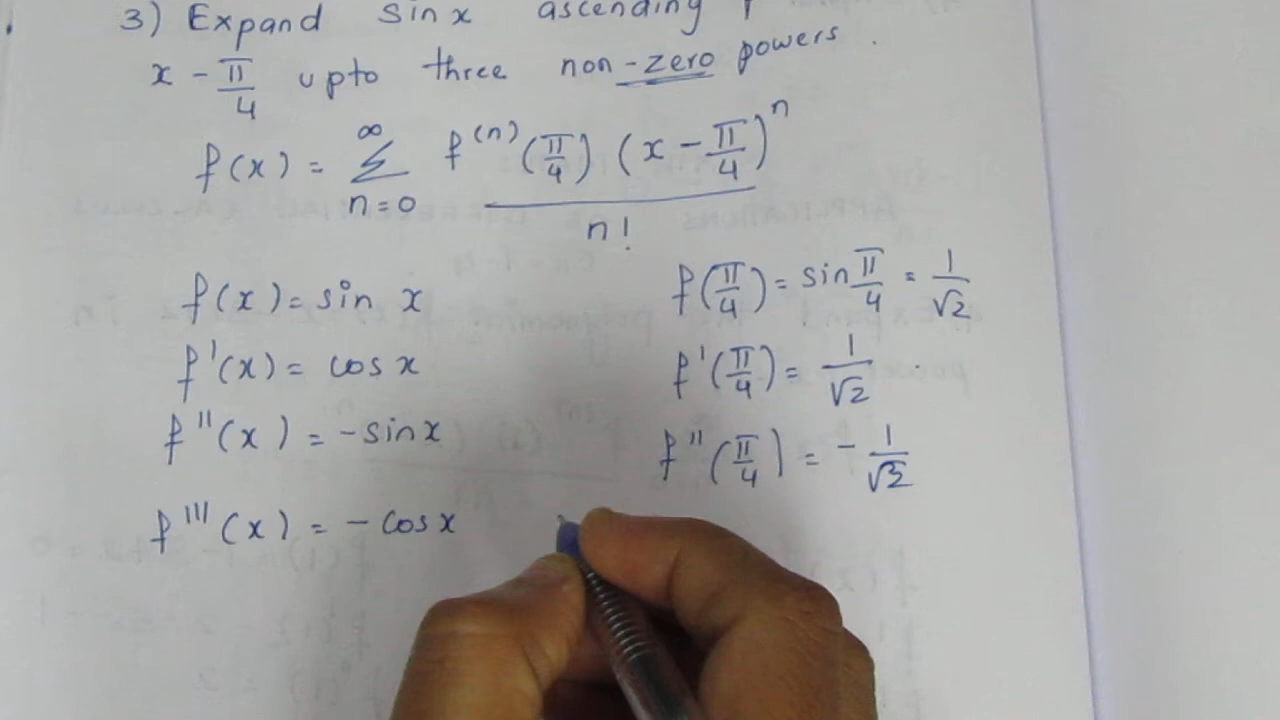 3) Expand sin x ascending
x - π/4 upto three non-zero powers.
f(x) = ∞ Σ n=0 f^(n)(π/4) (x - π/4)^n / n!
f(x) = sin x f(π/4) = sin π/4 = 1/√2
f'(x) = cos x f'(π/4) = 1/√2
f''(x) = -sin x f''(π/4) = - 1/√2
f'''(x) = - cos x